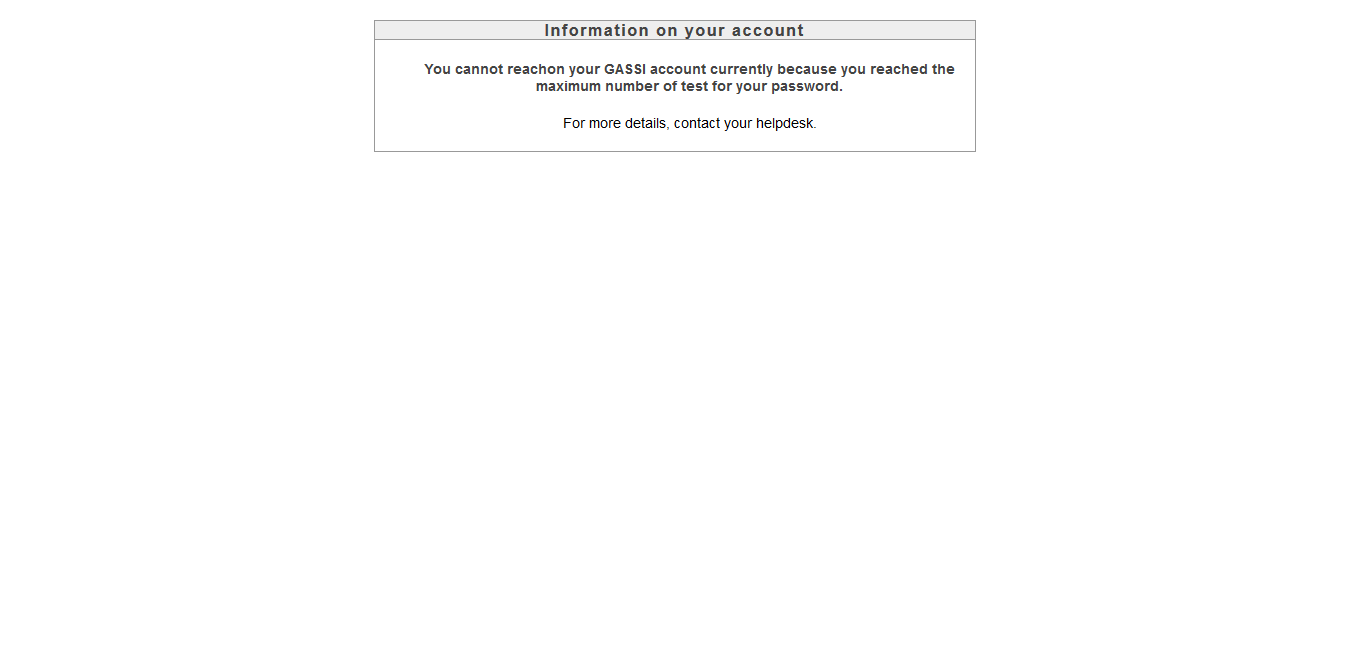 Information on your account
You cannot reachon your GASSI account currently because you reached the
maximum number of test for your password.
For more details, contact your helpdesk.